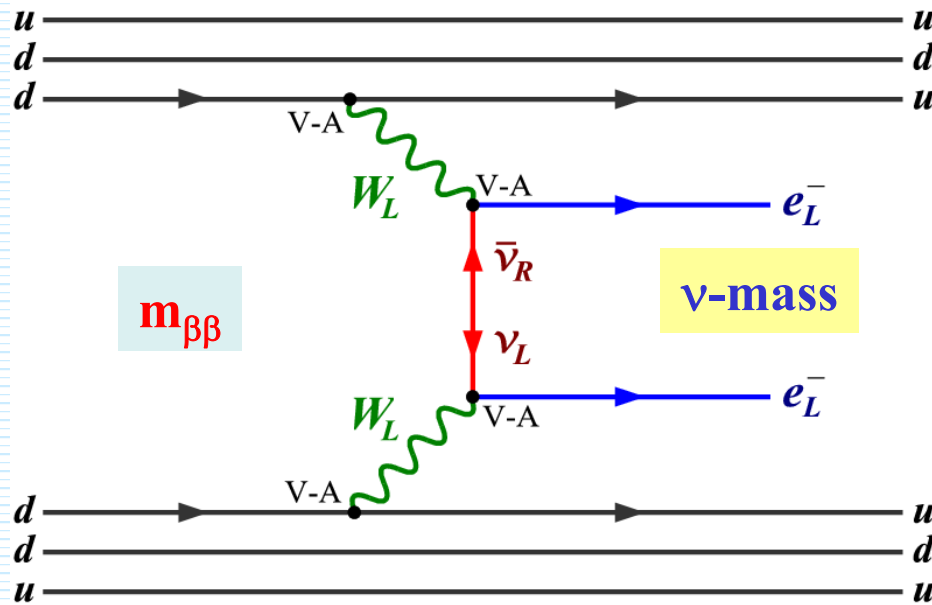 u u
d d
d u
V-A
W_L V-A e_L^-
ν̄_R
m_ββ ν-mass
ν_L
W_L e_L^-
V-A
V-A
d u
d d
u u